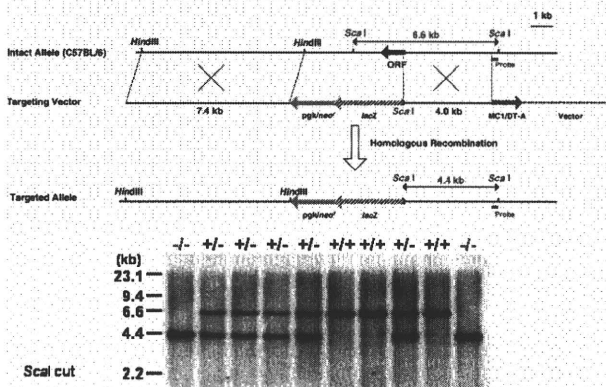 1 kb
Sca I 6.6 kb Sca I
HindIII HindIII
Intact Allele (C57BL/6)
ORF Probe
Targeting Vector
7.4 kb Sca I 4.0 kb MC1/DT-A Vector
pgk/neoʳ lacZ
Homologous Recombination
Sca I 4.4 kb Sca I
HindIII HindIII
Targeted Allele
pgk/neoʳ lacZ Probe
-/- +/- +/- +/- +/- +/+ +/+ +/- +/+ -/-
(kb)
23.1
9.4
6.6
4.4
ScaI cut 2.2